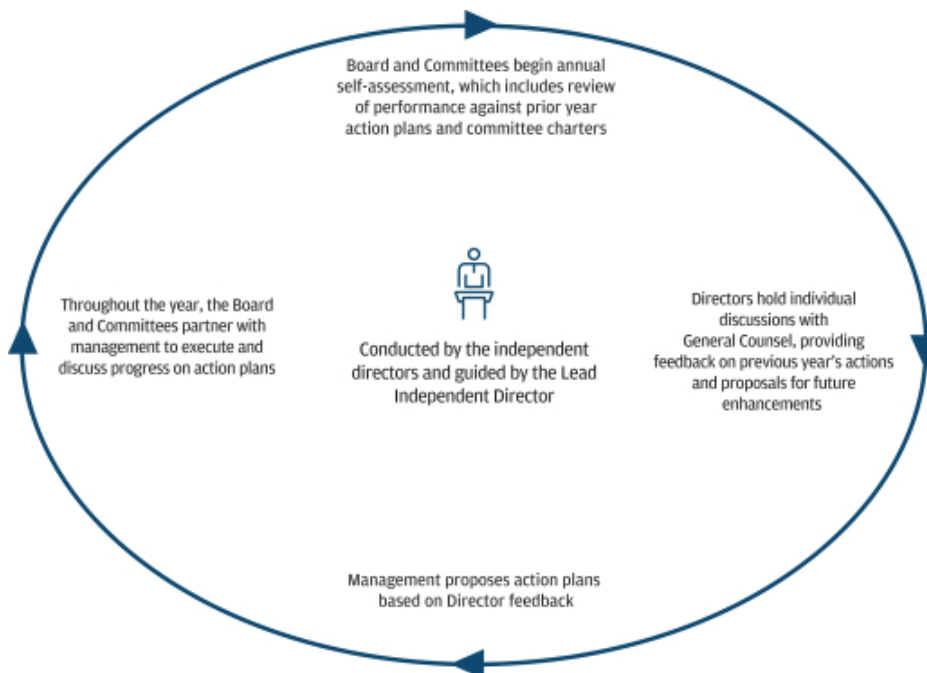 Board and Committees begin annual
self-assessment, which includes review
of performance against prior year
action plans and committee charters
Directors hold individual
discussions with
General Counsel, providing
feedback on previous year's actions
and proposals for future
enhancements
Management proposes action plans
based on Director feedback
Throughout the year, the Board
and Committees partner with
management to execute and
discuss progress on action plans
Conducted by the independent
directors and guided by the Lead
Independent Director